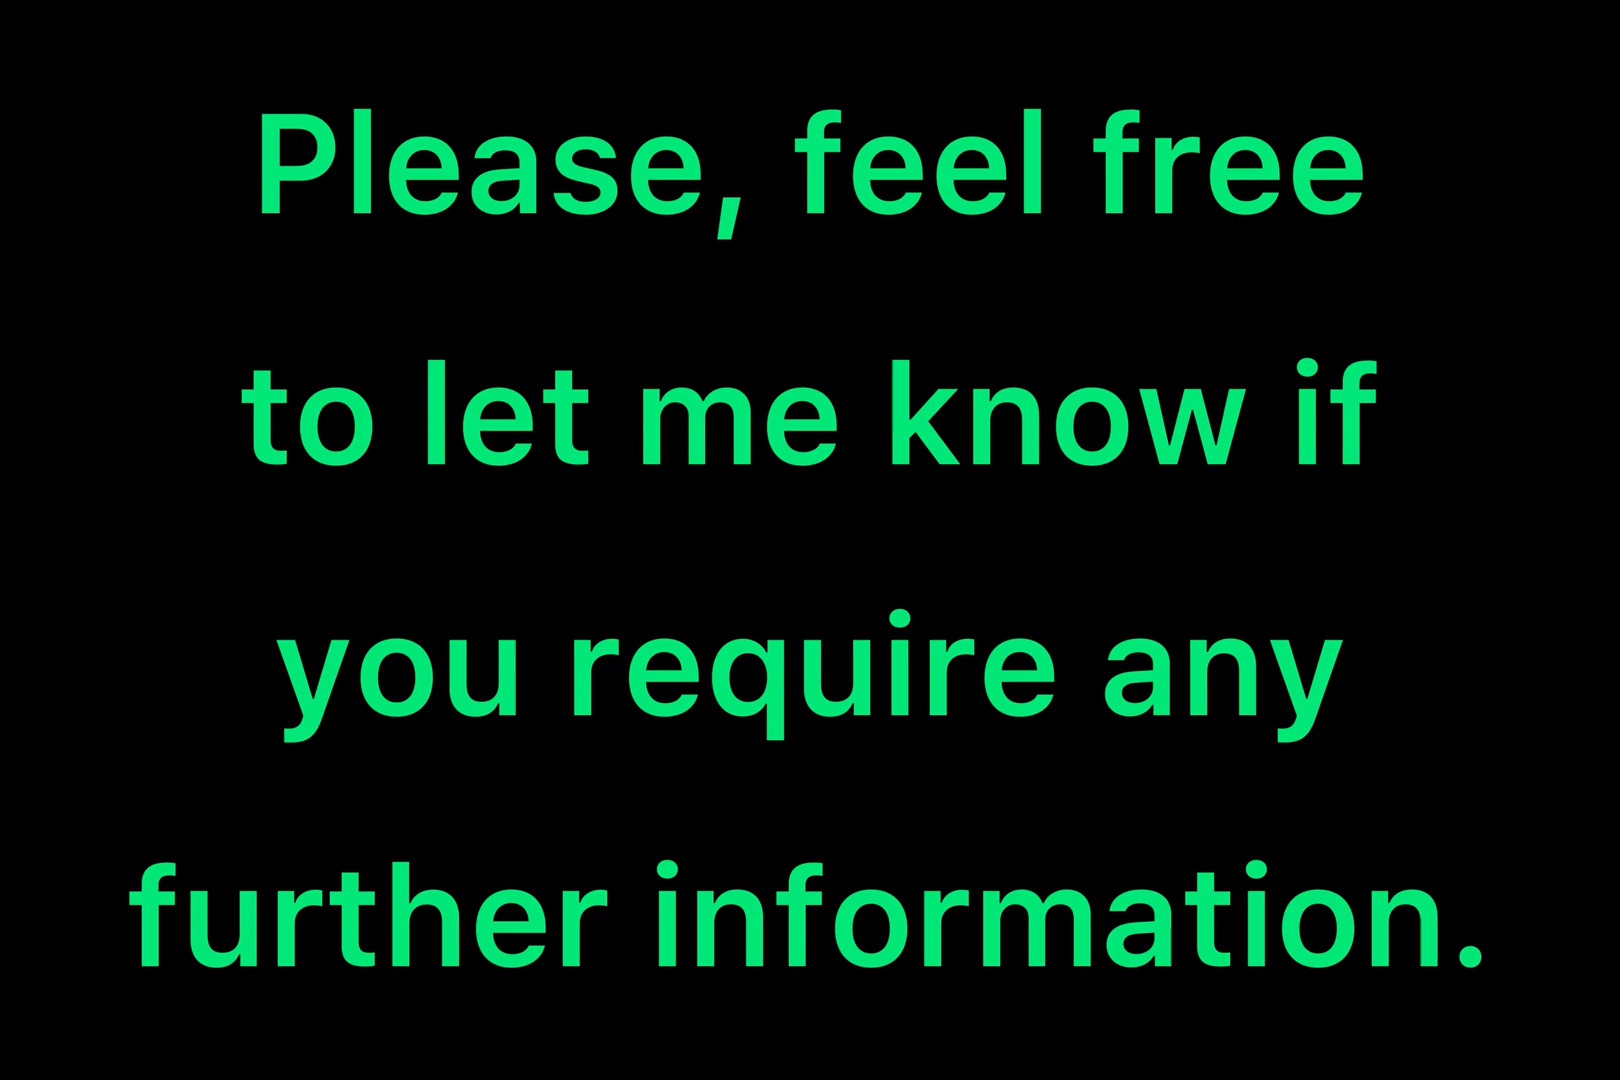 Please, feel free
to let me know if
you require any
further information.